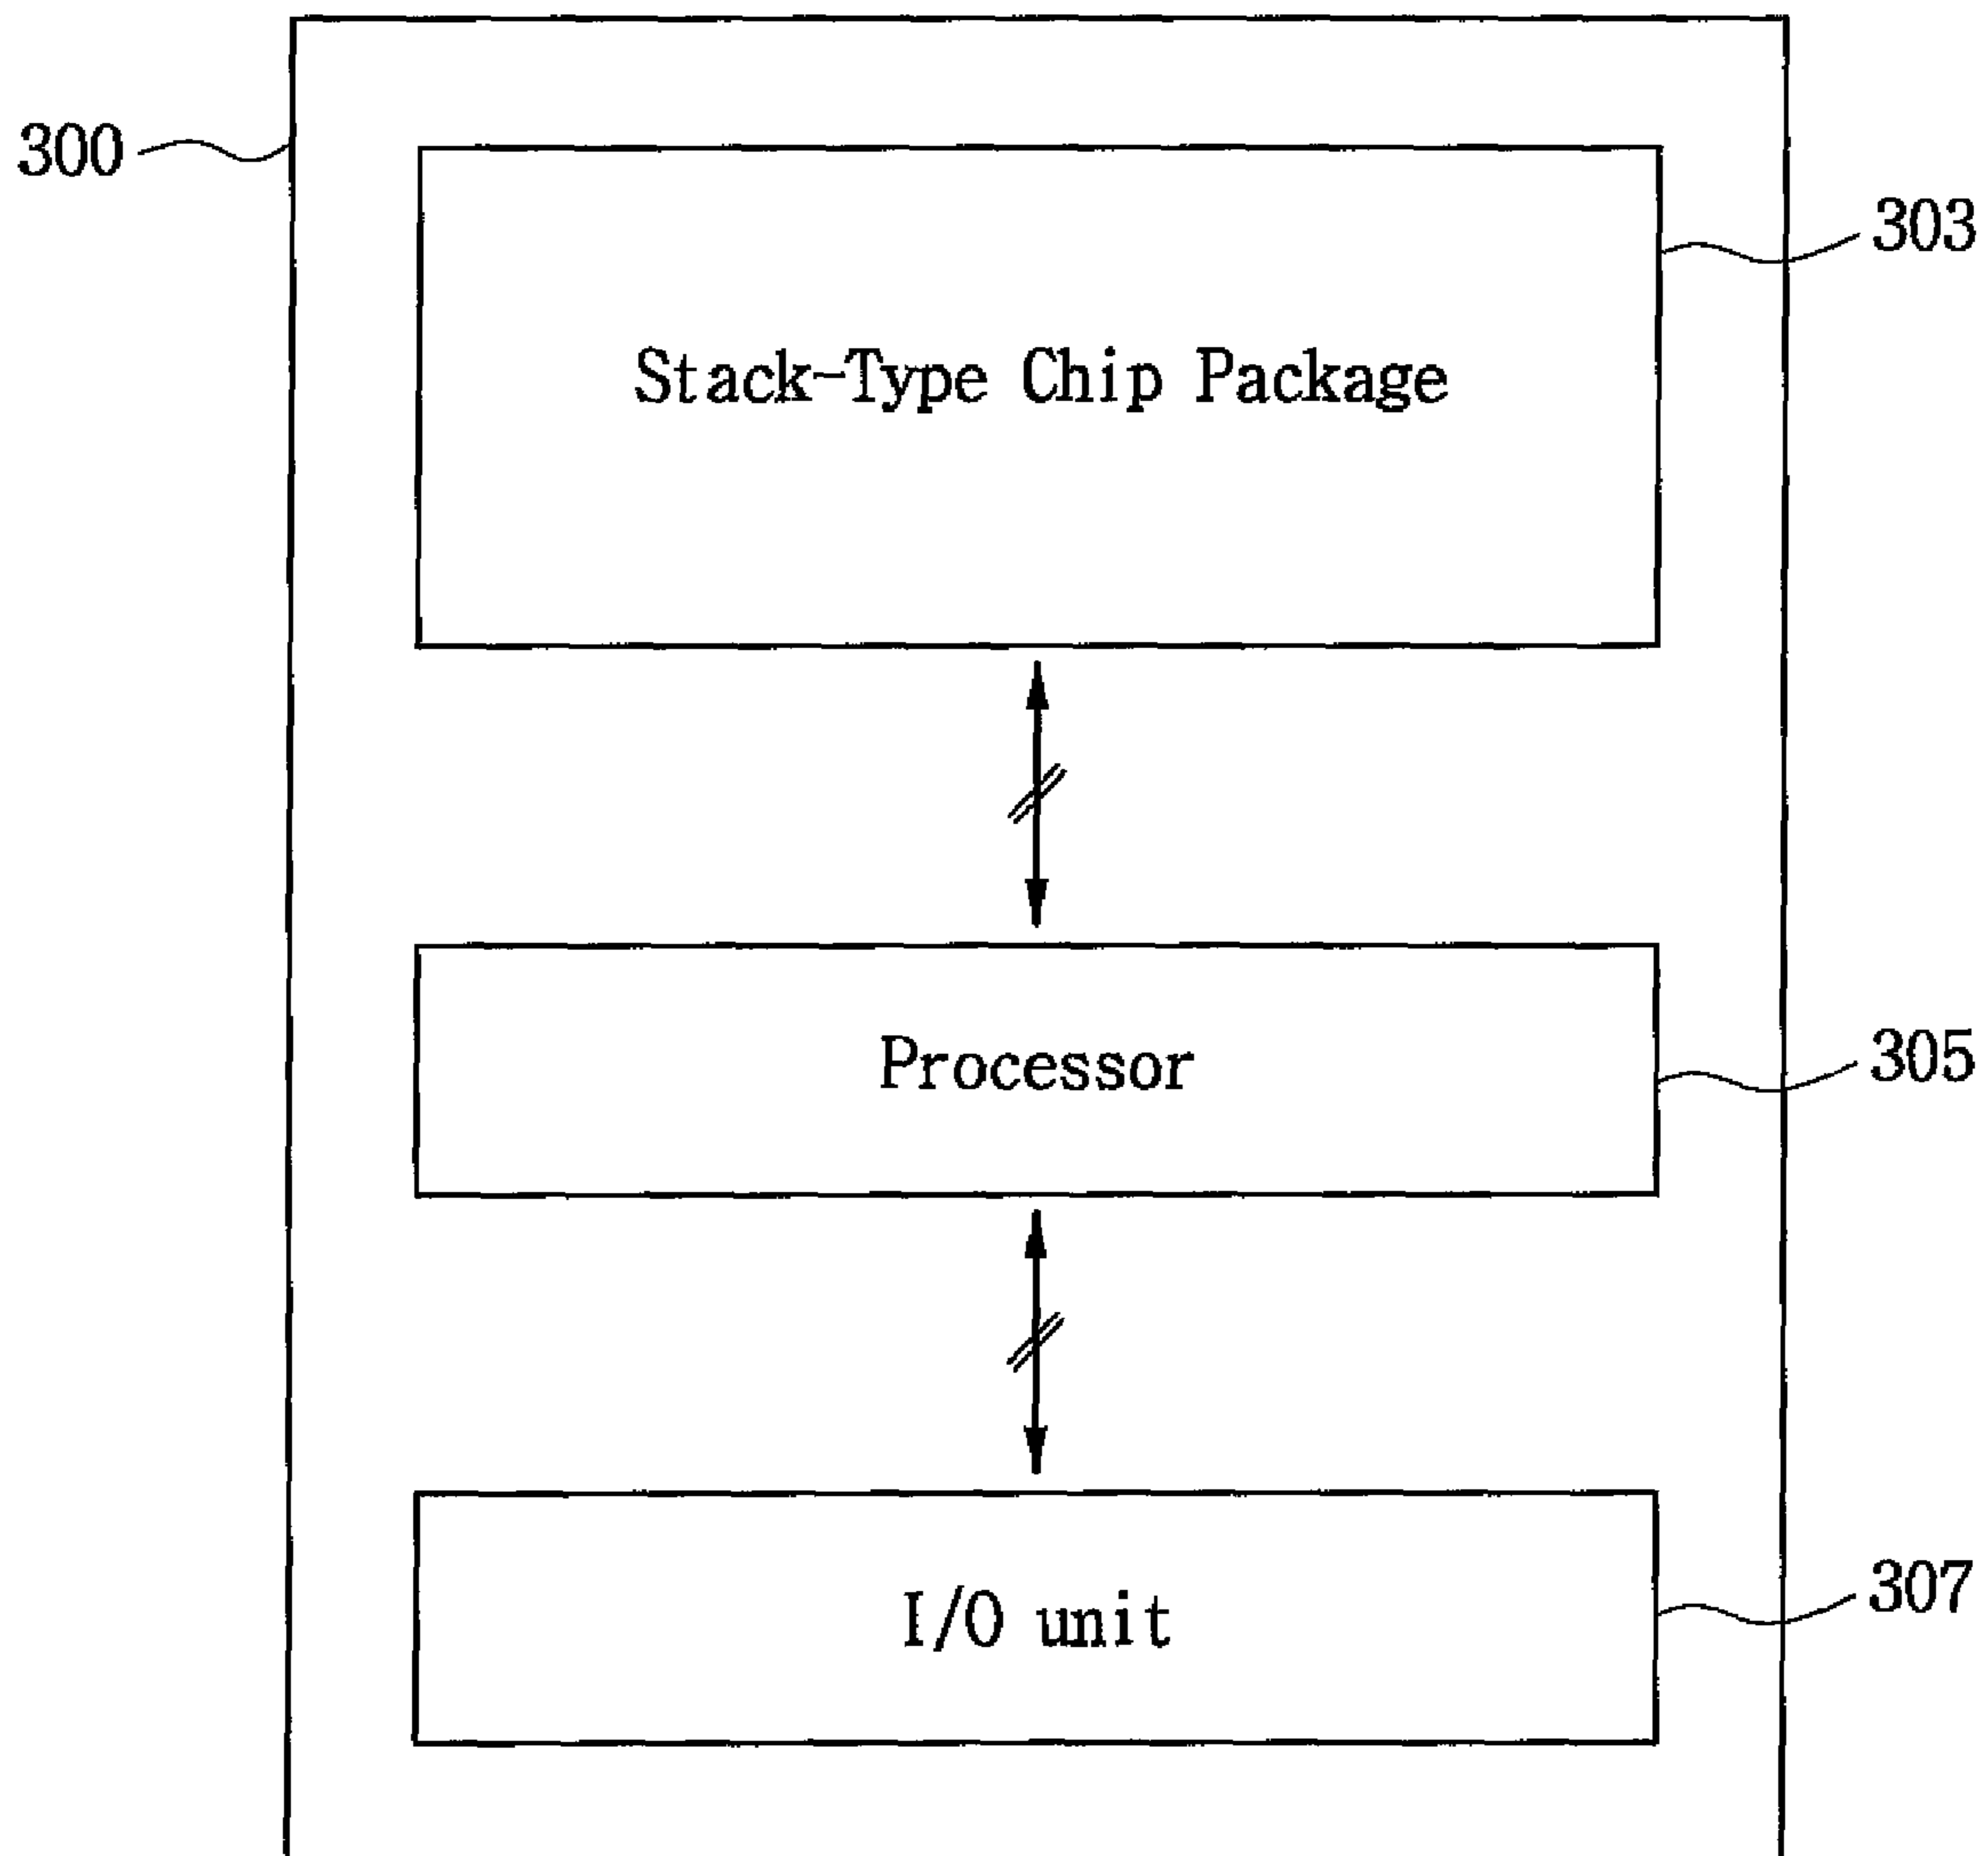 300
303
Stack-Type Chip Package
Processor
305
I/O unit
307